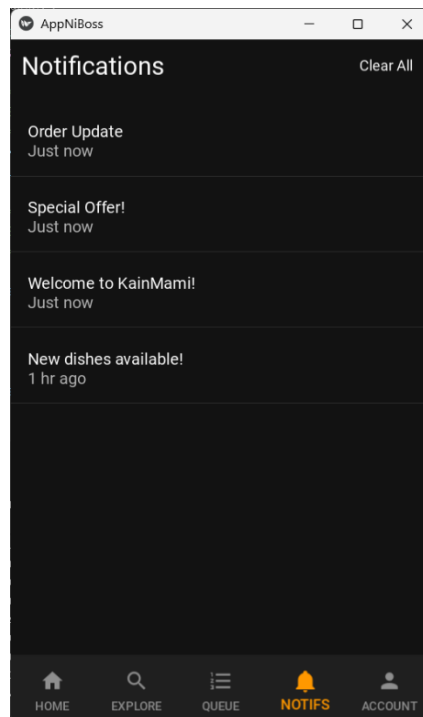 AppNiBoss
Notifications
Clear All
Order Update
Just now
Special Offer!
Just now
Welcome to KainMami!
Just now
New dishes available!
1 hr ago
HOME
EXPLORE
QUEUE
NOTIFS
ACCOUNT